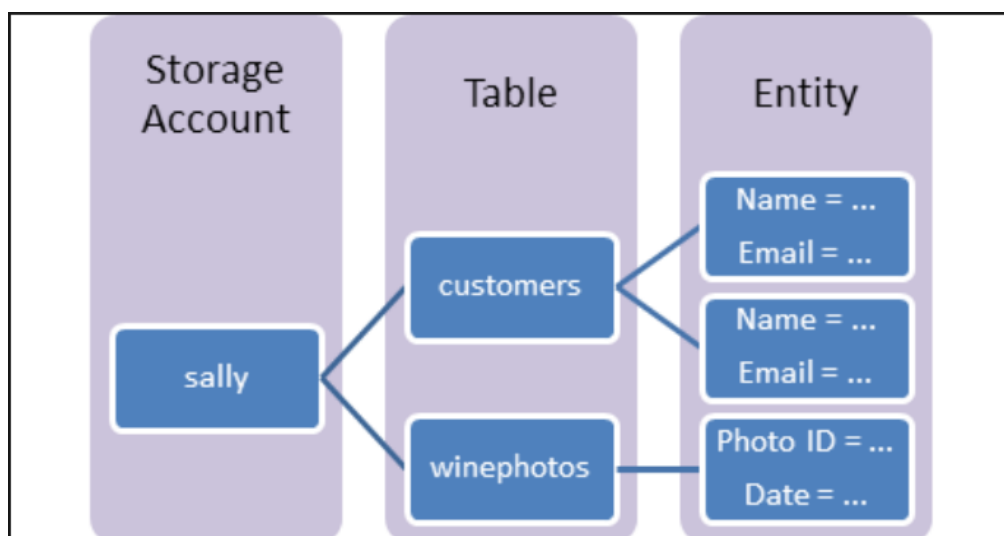 Storage
Account
Table
Entity
sally
customers
winephotos
Name = ...
Email = ...
Name = ...
Email = ...
Photo ID = ...
Date = ...